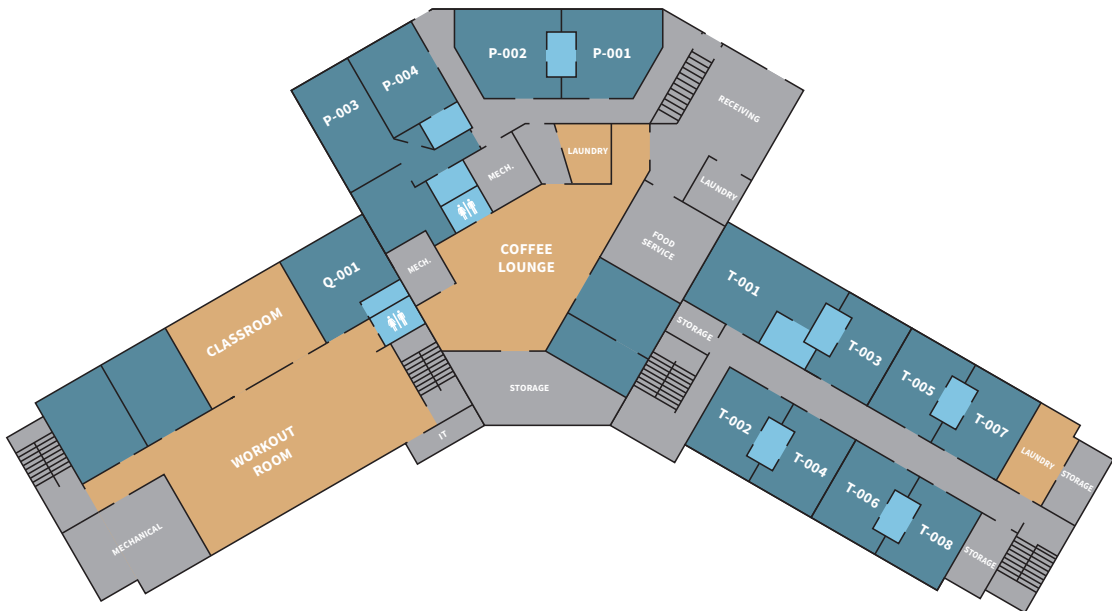 P-002
P-001
P-004
P-003
RECEIVING
LAUNDRY
MECH.
LAUNDRY
FOOD
SERVICE
COFFEE
LOUNGE
MECH.
Q-001
T-001
CLASSROOM
STORAGE
T-003
T-005
T-007
STORAGE
T-002
IT
WORKOUT
ROOM
T-004
LAUNDRY
STORAGE
T-006
T-008
MECHANICAL
STORAGE